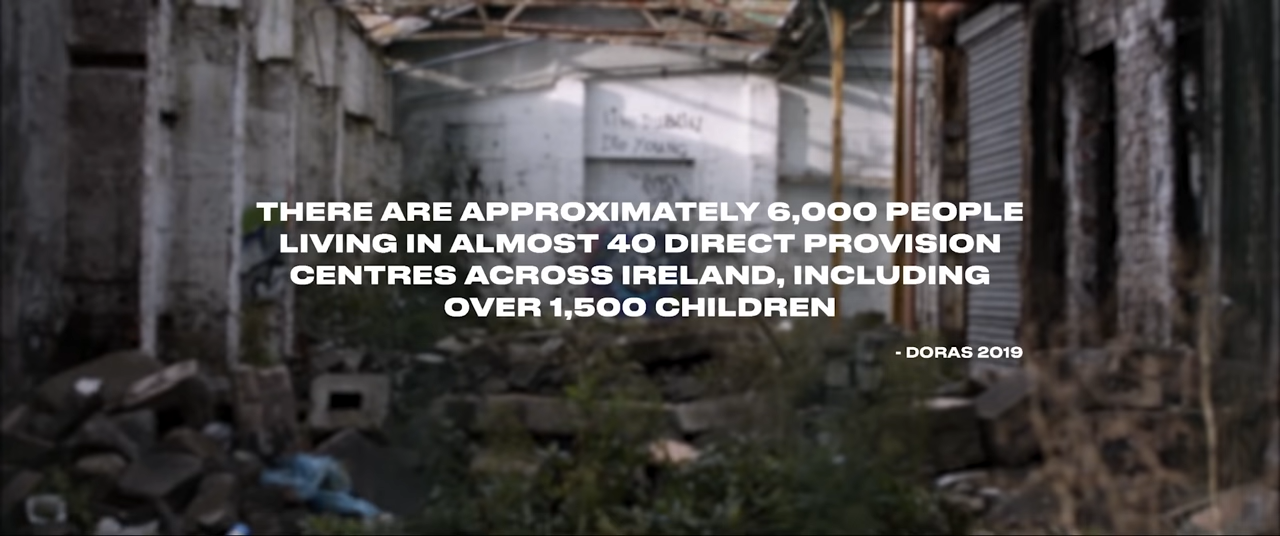 THERE ARE APPROXIMATELY 6,000 PEOPLE
LIVING IN ALMOST 40 DIRECT PROVISION
CENTRES ACROSS IRELAND, INCLUDING
OVER 1,500 CHILDREN
- DORAS 2019